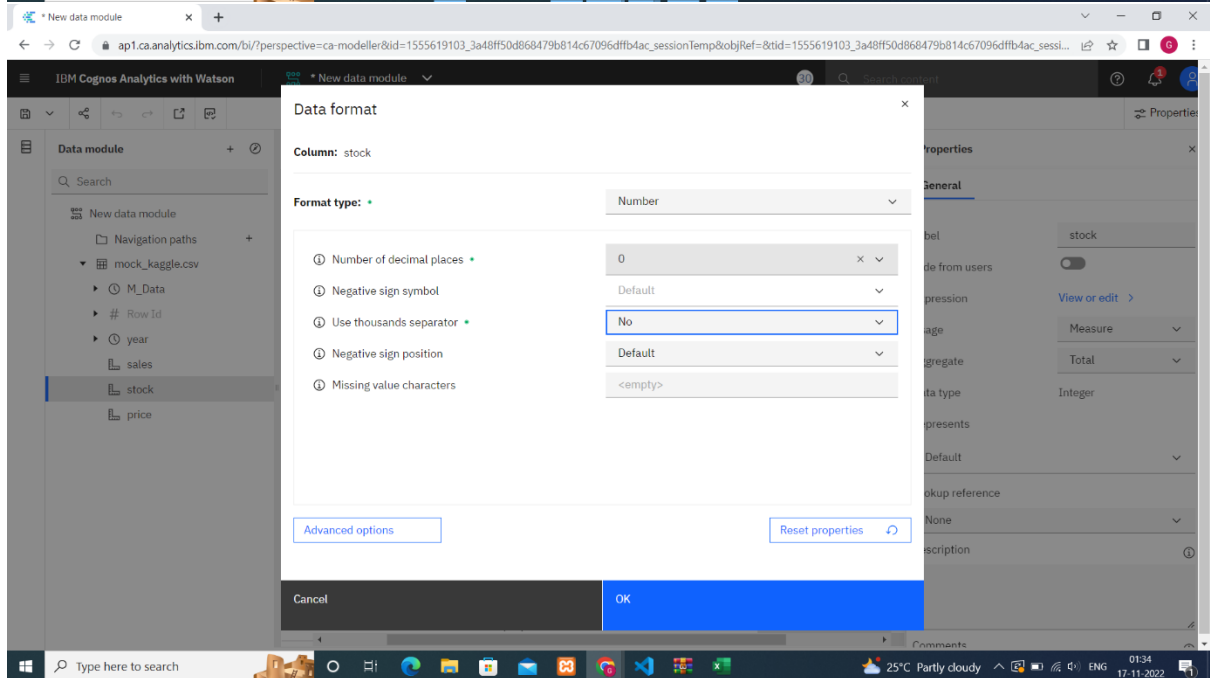 * New data module
ap1.ca.analytics.ibm.com/bi/?perspective=ca-modeller&id=1555619103_3a48ff50d868479b814c67096dffb4ac_sessionTemp&objRef=&tid=1555619103_3a48ff50d868479b814c67096dffb4ac_sessi...
G
IBM Cognos Analytics with Watson
* New data module
30
Search content
1
Properties
Data module
Search
New data module
Navigation paths
mock_kaggle.csv
M_Data
# Row Id
year
sales
stock
price
Data format
Column: stock
Format type:
Number
Number of decimal places
0
Negative sign symbol
Default
Use thousands separator
No
Negative sign position
Default
Missing value characters
<empty>
Advanced options
Reset properties
Cancel
OK
Properties
General
bel
stock
de from users
pression
View or edit
age
Measure
gregate
Total
ta type
Integer
presents
Default
okup reference
None
scription
Comments
Type here to search
25°C Partly cloudy
ENG
01:34
17-11-2022
1